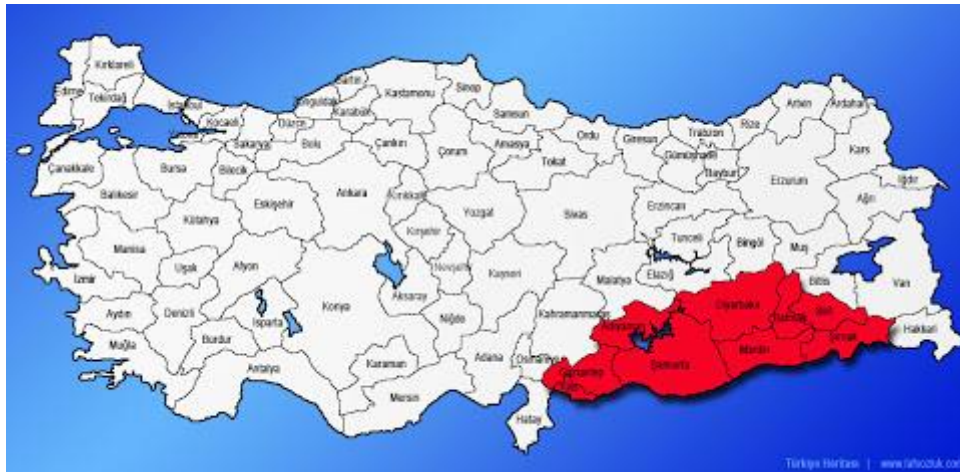 Kırklareli
Edirne
Tekirdağ
İstanbul
Kocaeli
Sakarya
Düzce
Zonguldak
Bartın
Karabük
Kastamonu
Sinop
Samsun
Ordu
Giresun
Trabzon
Rize
Artvin
Ardahan
Kars
Iğdır
Ağrı
Erzurum
Bayburt
Gümüşhane
Tokat
Amasya
Çorum
Çankırı
Bolu
Bilecik
Bursa
Çanakkale
Balıkesir
Kütahya
Eskişehir
Ankara
Kırıkkale
Kırşehir
Yozgat
Sivas
Erzincan
Tunceli
Bingöl
Muş
Bitlis
Van
Hakkari
Elazığ
Malatya
Kayseri
Nevşehir
Aksaray
Konya
Afyon
Uşak
Manisa
İzmir
Aydın
Denizli
Isparta
Burdur
Muğla
Antalya
Karaman
Mersin
Niğde
Adana
Osmaniye
Kahramanmaraş
Hatay
Adıyaman
Diyarbakır
Batman
Siirt
Şırnak
Mardin
Şanlıurfa
Gaziantep
Kilis
Türkiye Haritası | www.lafsozluk.com